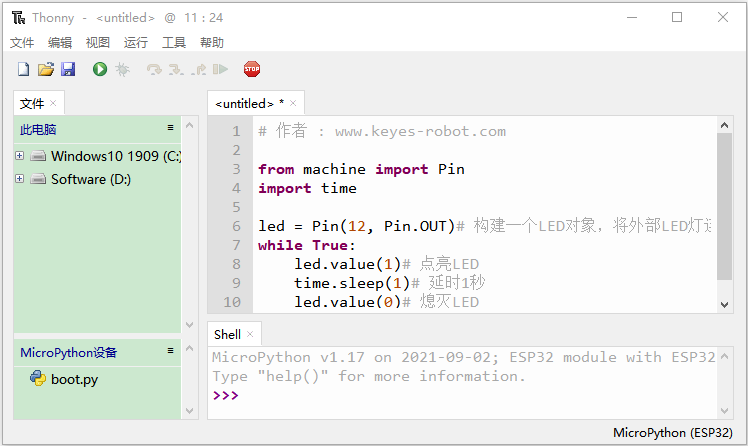 Thonny - <untitled> @ 11 : 24
文件 编辑 视图 运行 工具 帮助
STOP
文件
此电脑
Windows10 1909 (C:)
Software (D:)
MicroPython设备
boot.py
<untitled> *
1 # 作者 : www.keyes-robot.com
2
3 from machine import Pin
4 import time
5
6 led = Pin(12, Pin.OUT)# 构建一个LED对象，将外部LED灯
7 while True:
8 led.value(1)# 点亮LED
9 time.sleep(1)# 延时1秒
10 led.value(0)# 熄灭LED
Shell
MicroPython v1.17 on 2021-09-02; ESP32 module with ESP32
Type "help()" for more information.
>>>
MicroPython (ESP32)